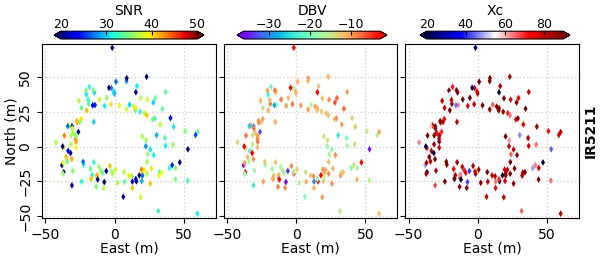 SNR DBV Xc
20 30 40 50 −30 −20 −10 20 40 60 80
North (m)
50
25
0
−25
−50
−50 0 50 −50 0 50 −50 0 50
East (m) East (m) East (m)
IR5211